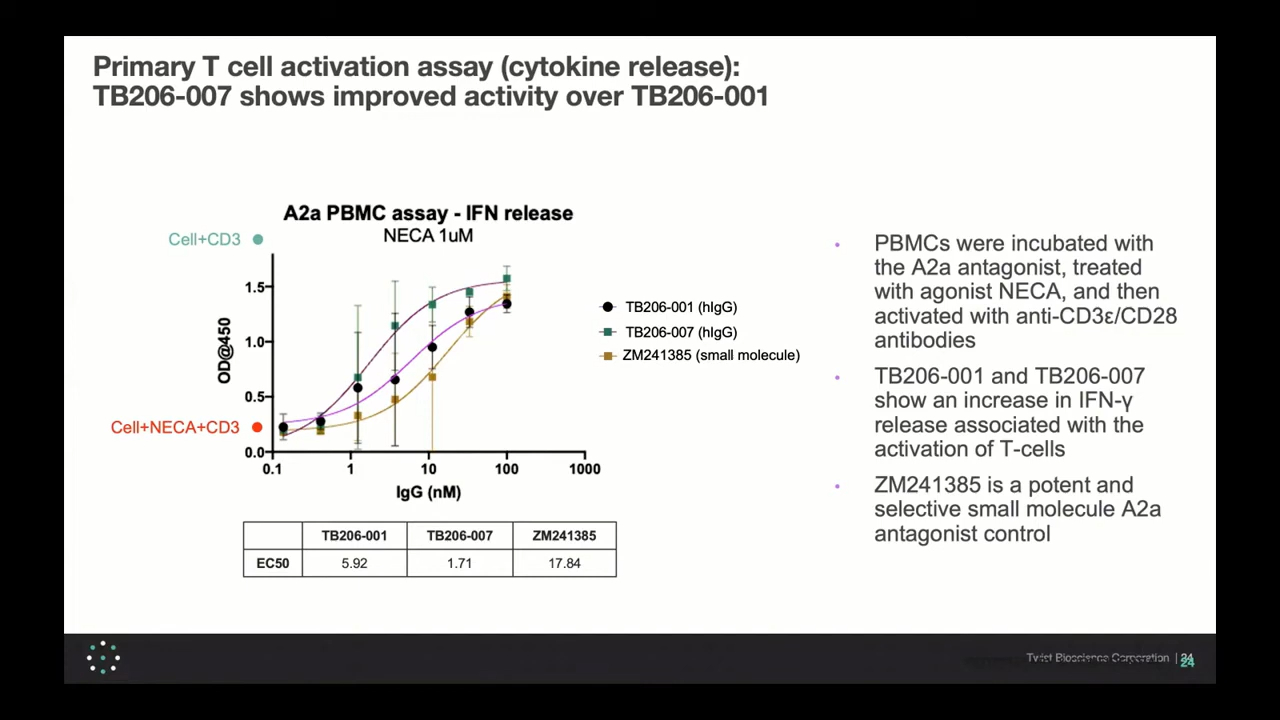 Primary T cell activation assay (cytokine release):
TB206-007 shows improved activity over TB206-001
A2a PBMC assay - IFN release
NECA 1uM
Cell+CD3
Cell+NECA+CD3
OD@450
1.5
1.0
0.5
0.0
0.1
1
10
100
1000
IgG (nM)
TB206-001 (hIgG)
TB206-007 (hIgG)
ZM241385 (small molecule)
TB206-001 TB206-007 ZM241385
EC50 5.92 1.71 17.84
• PBMCs were incubated with
the A2a antagonist, treated
with agonist NECA, and then
activated with anti-CD3ε/CD28
antibodies
• TB206-001 and TB206-007
show an increase in IFN-γ
release associated with the
activation of T-cells
• ZM241385 is a potent and
selective small molecule A2a
antagonist control
Twist Bioscience Corporation | 24
24